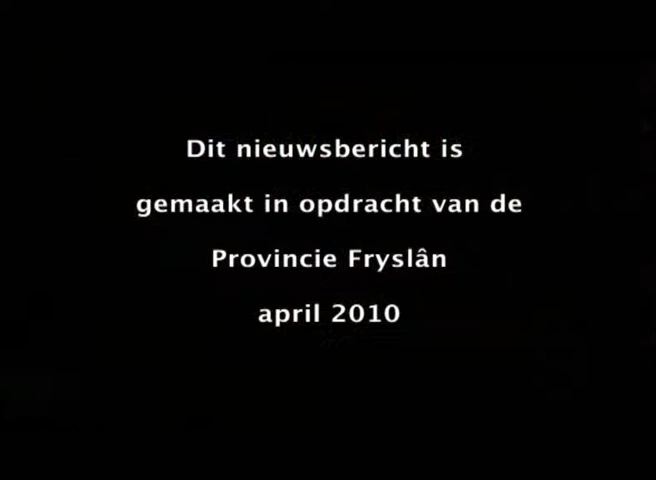 Dit nieuwsbericht is
gemaakt in opdracht van de
Provincie Fryslân
april 2010